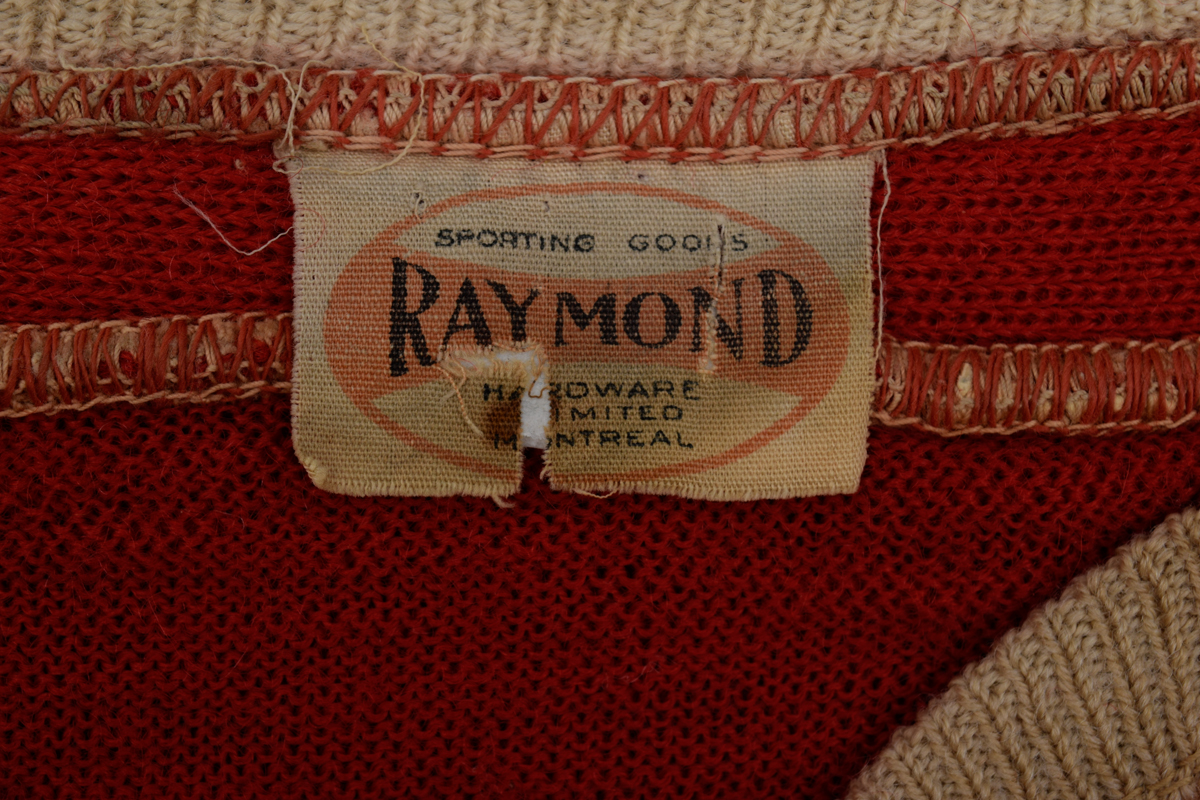 SPORTING GOODS
RAYMOND
HARDWARE
LIMITED
MONTREAL